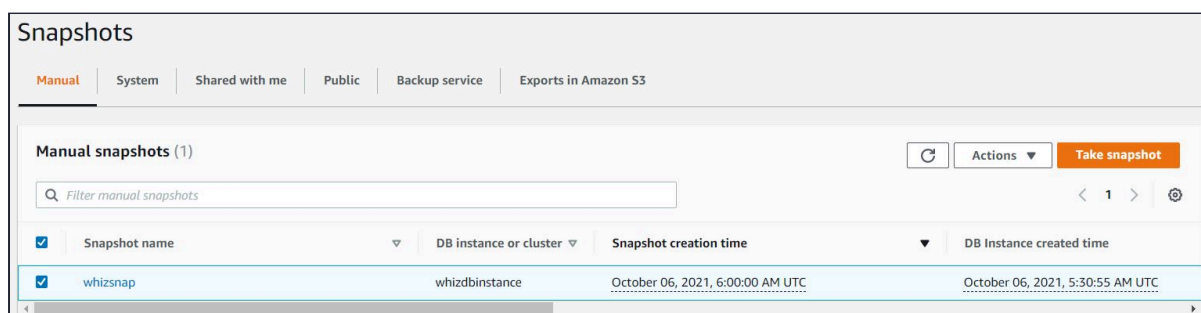 Snapshots
Manual System Shared with me Public Backup service Exports in Amazon S3
Manual snapshots (1) Actions Take snapshot
Filter manual snapshots 1
Snapshot name DB instance or cluster Snapshot creation time DB Instance created time
whizsnap whizdbinstance October 06, 2021, 6:00:00 AM UTC October 06, 2021, 5:30:55 AM UTC